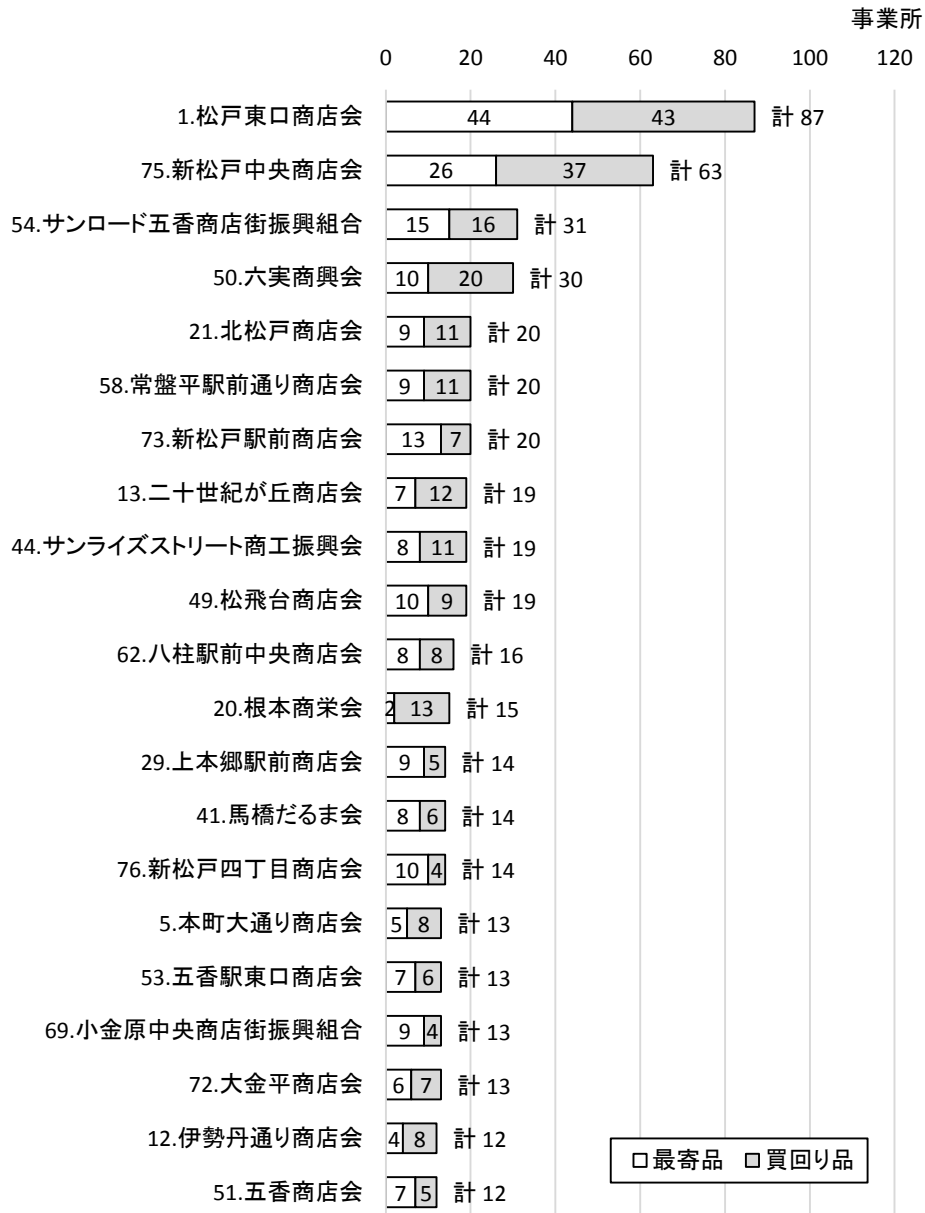 事業所
0 20 40 60 80 100 120
1.松戸東口商店会 44 43 計 87
75.新松戸中央商店会 26 37 計 63
54.サンロード五香商店街振興組合 15 16 計 31
50.六実商興会 10 20 計 30
21.北松戸商店会 9 11 計 20
58.常盤平駅前通り商店会 9 11 計 20
73.新松戸駅前商店会 13 7 計 20
13.二十世紀が丘商店会 7 12 計 19
44.サンライズストリート商工振興会 8 11 計 19
49.松飛台商店会 10 9 計 19
62.八柱駅前中央商店会 8 8 計 16
20.根本商栄会 2 13 計 15
29.上本郷駅前商店会 9 5 計 14
41.馬橋だるま会 8 6 計 14
76.新松戸四丁目商店会 10 4 計 14
5.本町大通り商店会 5 8 計 13
53.五香駅東口商店会 7 6 計 13
69.小金原中央商店街振興組合 9 4 計 13
72.大金平商店会 6 7 計 13
12.伊勢丹通り商店会 4 8 計 12
51.五香商店会 7 5 計 12
最寄品 買回り品